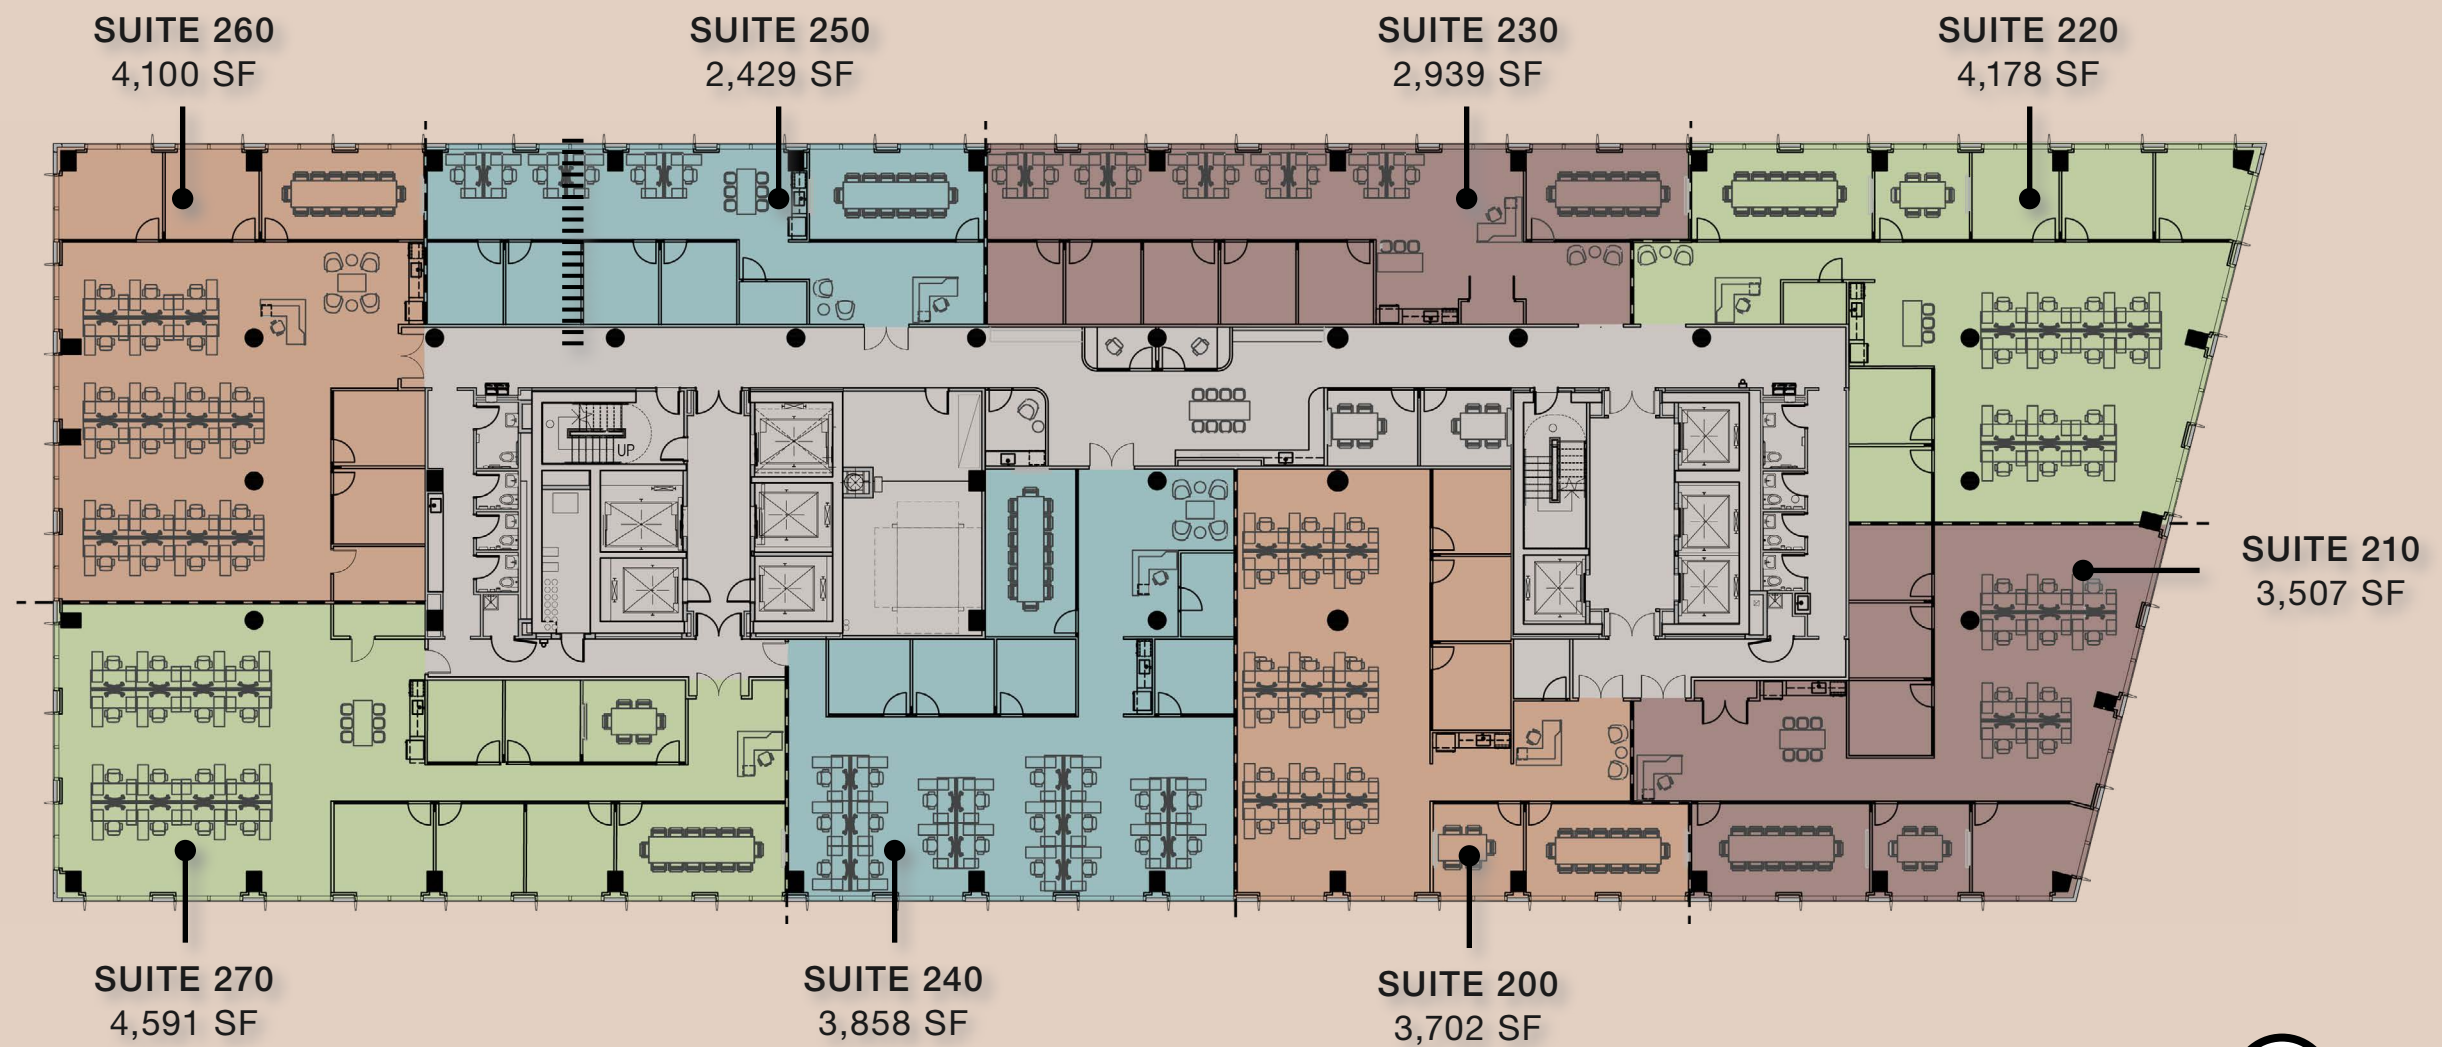 SUITE 260
4,100 SF
SUITE 250
2,429 SF
SUITE 230
2,939 SF
SUITE 220
4,178 SF
UP
SUITE 210
3,507 SF
SUITE 270
4,591 SF
SUITE 240
3,858 SF
SUITE 200
3,702 SF